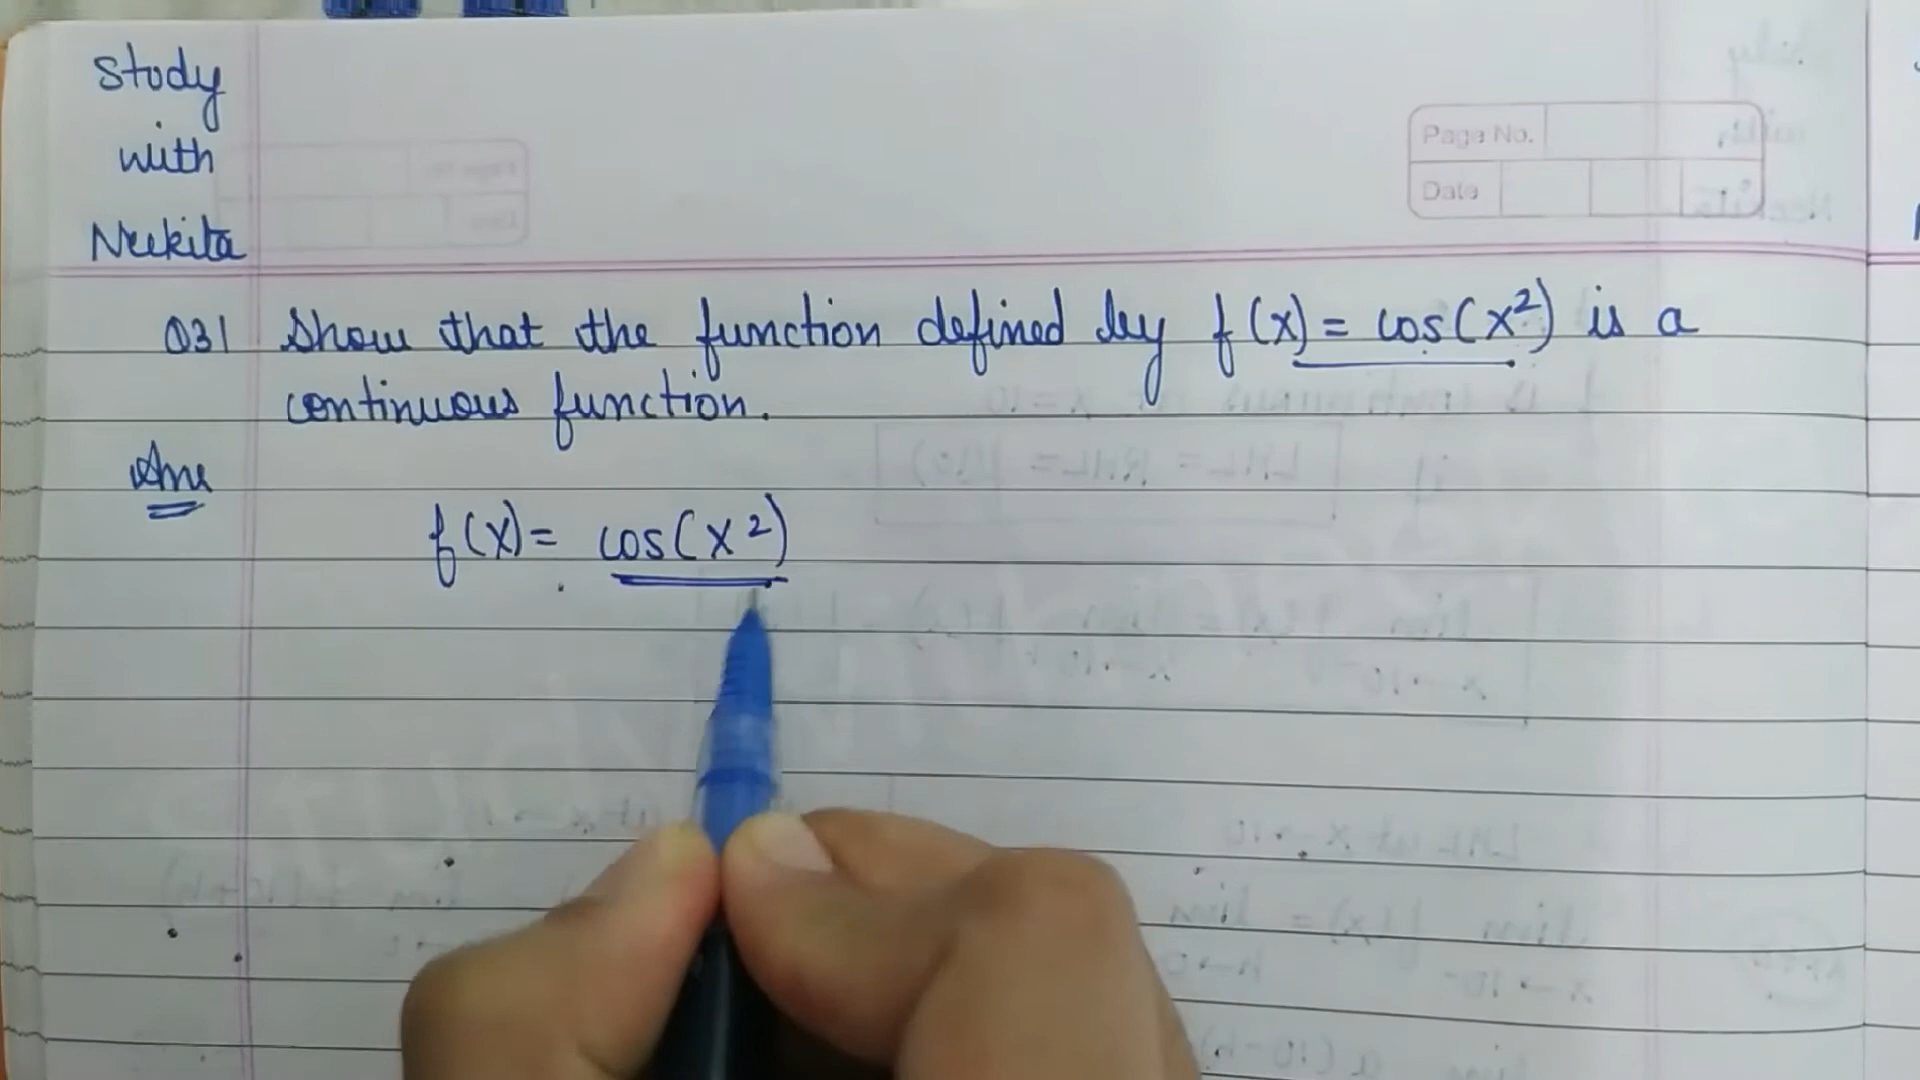 Study
with
Neekita
Page No.
Date
Q31 Show that the function defined by f(x) = cos(x²) is a
continuous function.
Ans
f(x) = cos(x²)